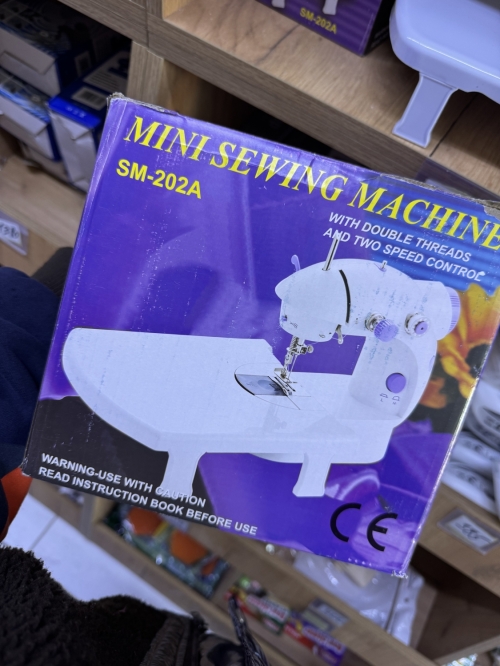 SM-202A
MINI SEWING MACHINE
SM-202A
WITH DOUBLE THREADS
AND TWO SPEED CONTROL
WARNING-USE WITH CAUTION
READ INSTRUCTION BOOK BEFORE USE
CE